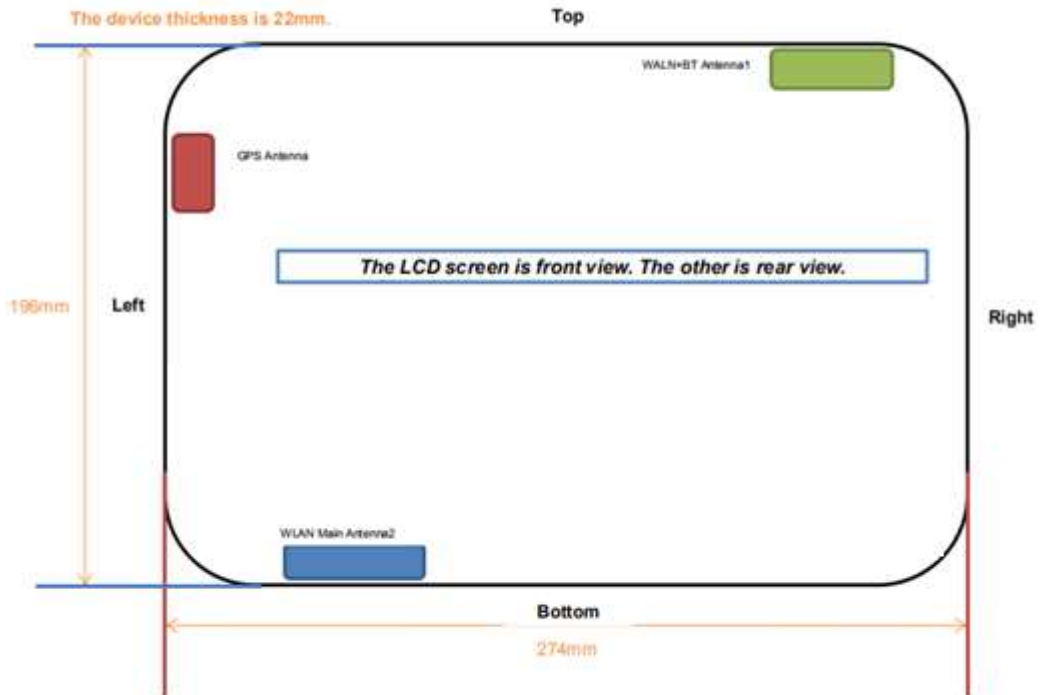 The device thickness is 22mm.
Top
WALN+BT Antenna1
GPS Antenna
The LCD screen is front view. The other is rear view.
196mm
Left
Right
WLAN Main Antenna2
Bottom
274mm